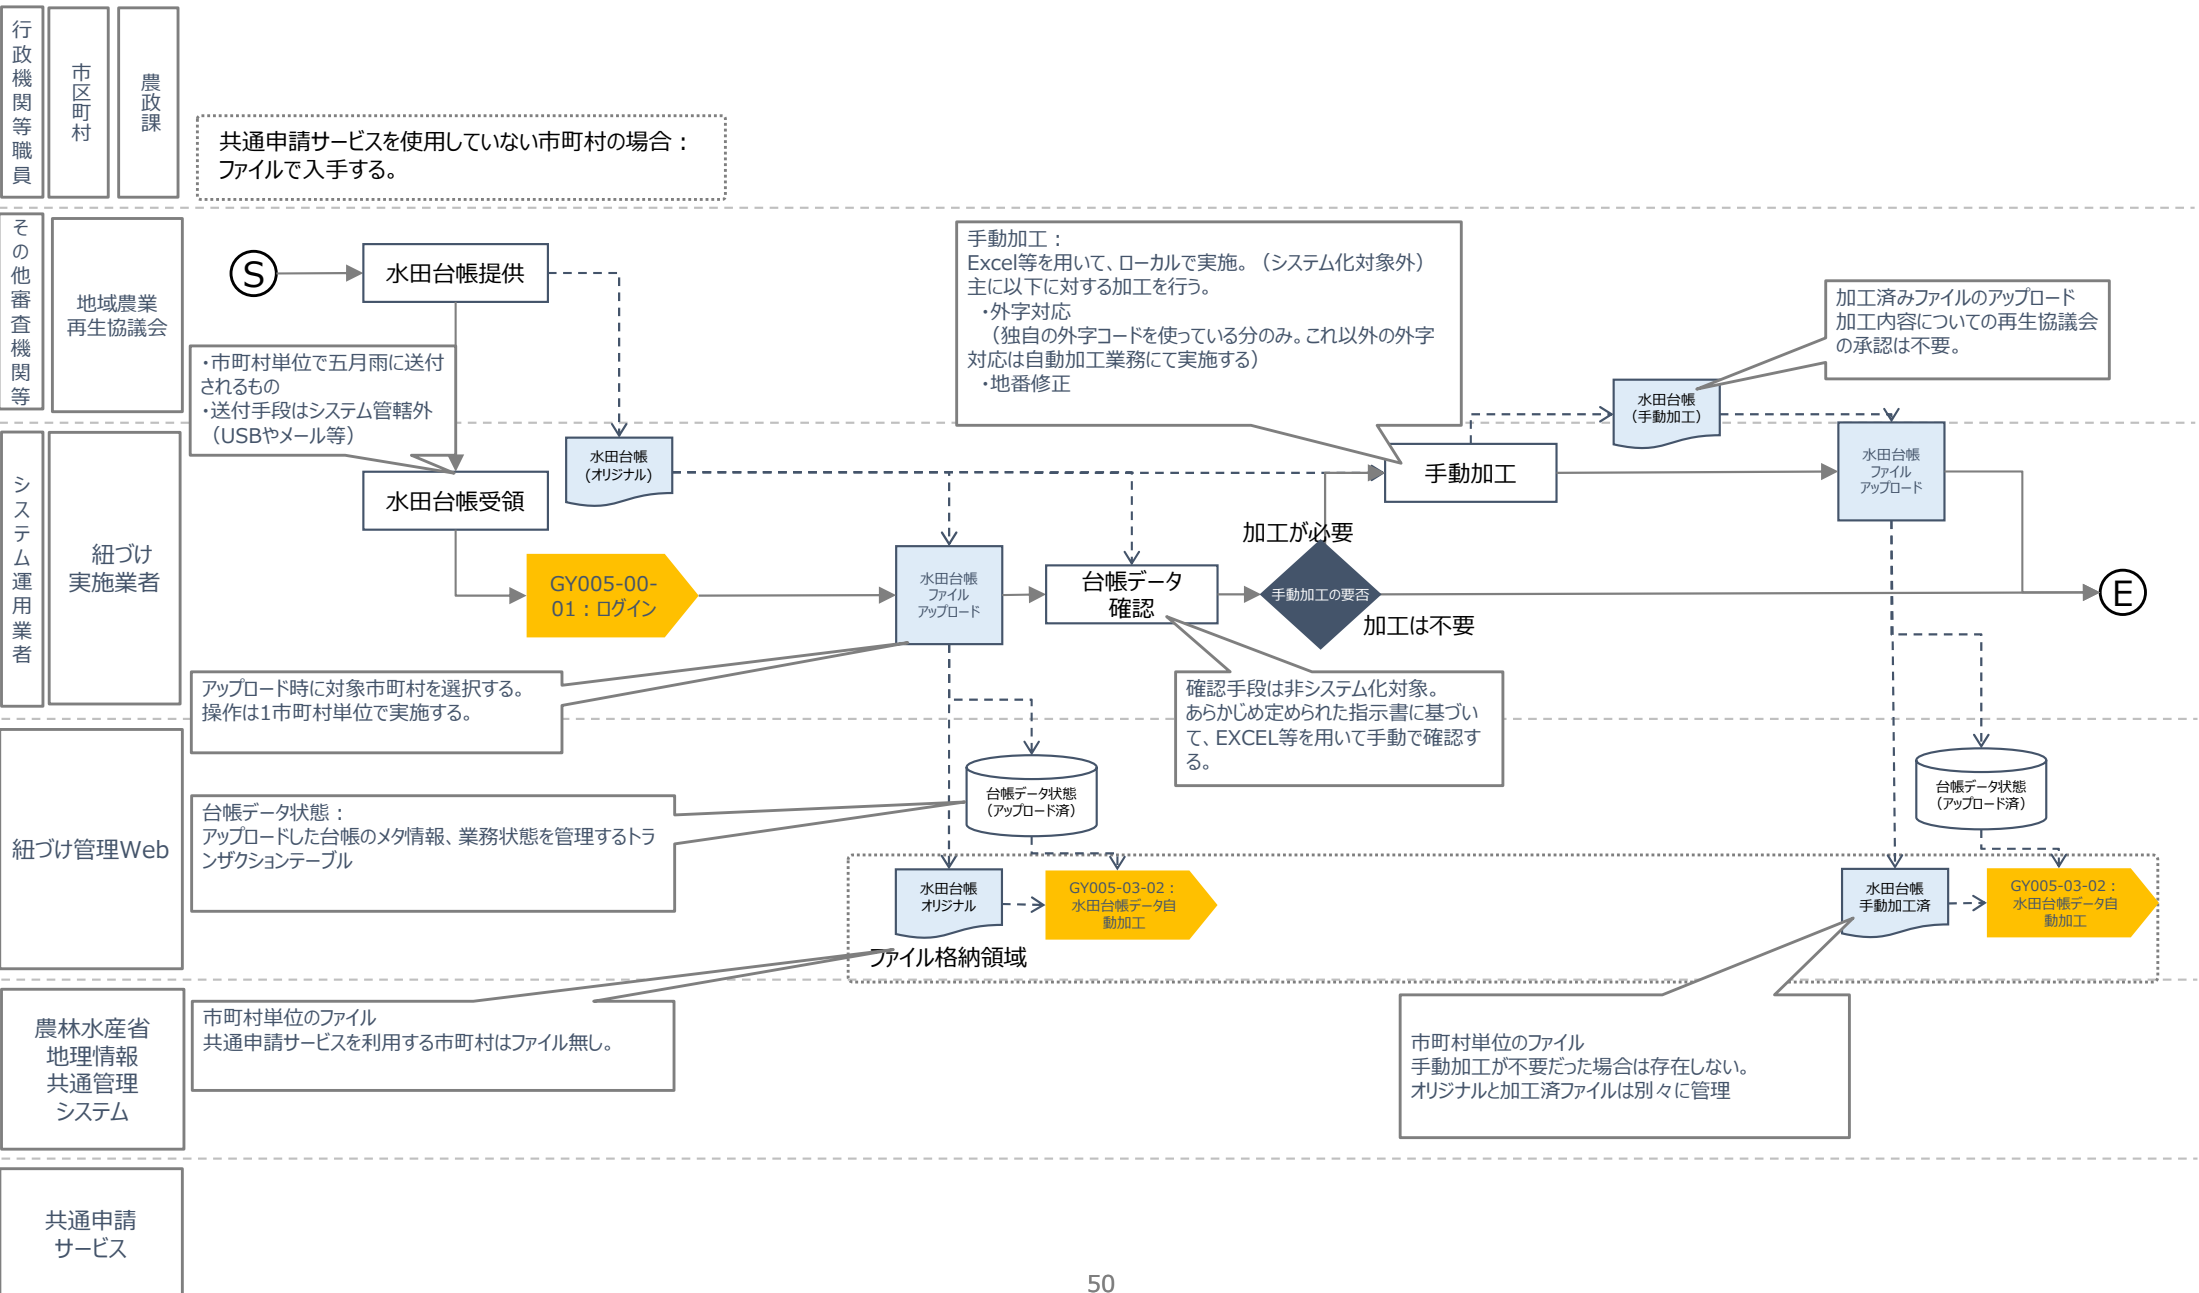 行政機関等職員
市区町村
農政課
共通申請サービスを使用していない市町村の場合：
ファイルで入手する。
その他審査機関等
地域農業
再生協議会
S
水田台帳提供
・市町村単位で五月雨に送付
されるもの
・送付手段はシステム管轄外
（USBやメール等）
手動加工：
Excel等を用いて、ローカルで実施。（システム化対象外）
主に以下に対する加工を行う。
・外字対応
（独自の外字コードを使っている分のみ。これ以外の外字
対応は自動加工業務にて実施する）
・地番修正
加工済みファイルのアップロード
加工内容についての再生協議会
の承認は不要。
水田台帳
（手動加工）
システム運用業者
紐づけ
実施業者
水田台帳受領
水田台帳
（オリジナル）
GY005-00-
01：ログイン
水田台帳
ファイル
アップロード
台帳データ
確認
加工が必要
手動加工の要否
加工は不要
手動加工
水田台帳
ファイル
アップロード
E
アップロード時に対象市町村を選択する。
操作は1市町村単位で実施する。
確認手段は非システム化対象。
あらかじめ定められた指示書に基づい
て、EXCEL等を用いて手動で確認す
る。
紐づけ管理Web
台帳データ状態：
アップロードした台帳のメタ情報、業務状態を管理するトラ
ンザクションテーブル
台帳データ状態
（アップロード済）
台帳データ状態
（アップロード済）
水田台帳
オリジナル
GY005-03-02：
水田台帳データ自
動加工
ファイル格納領域
水田台帳
手動加工済
GY005-03-02：
水田台帳データ自
動加工
農林水産省
地理情報
共通管理
システム
市町村単位のファイル
共通申請サービスを利用する市町村はファイル無し。
市町村単位のファイル
手動加工が不要だった場合は存在しない。
オリジナルと加工済ファイルは別々に管理
共通申請
サービス
50